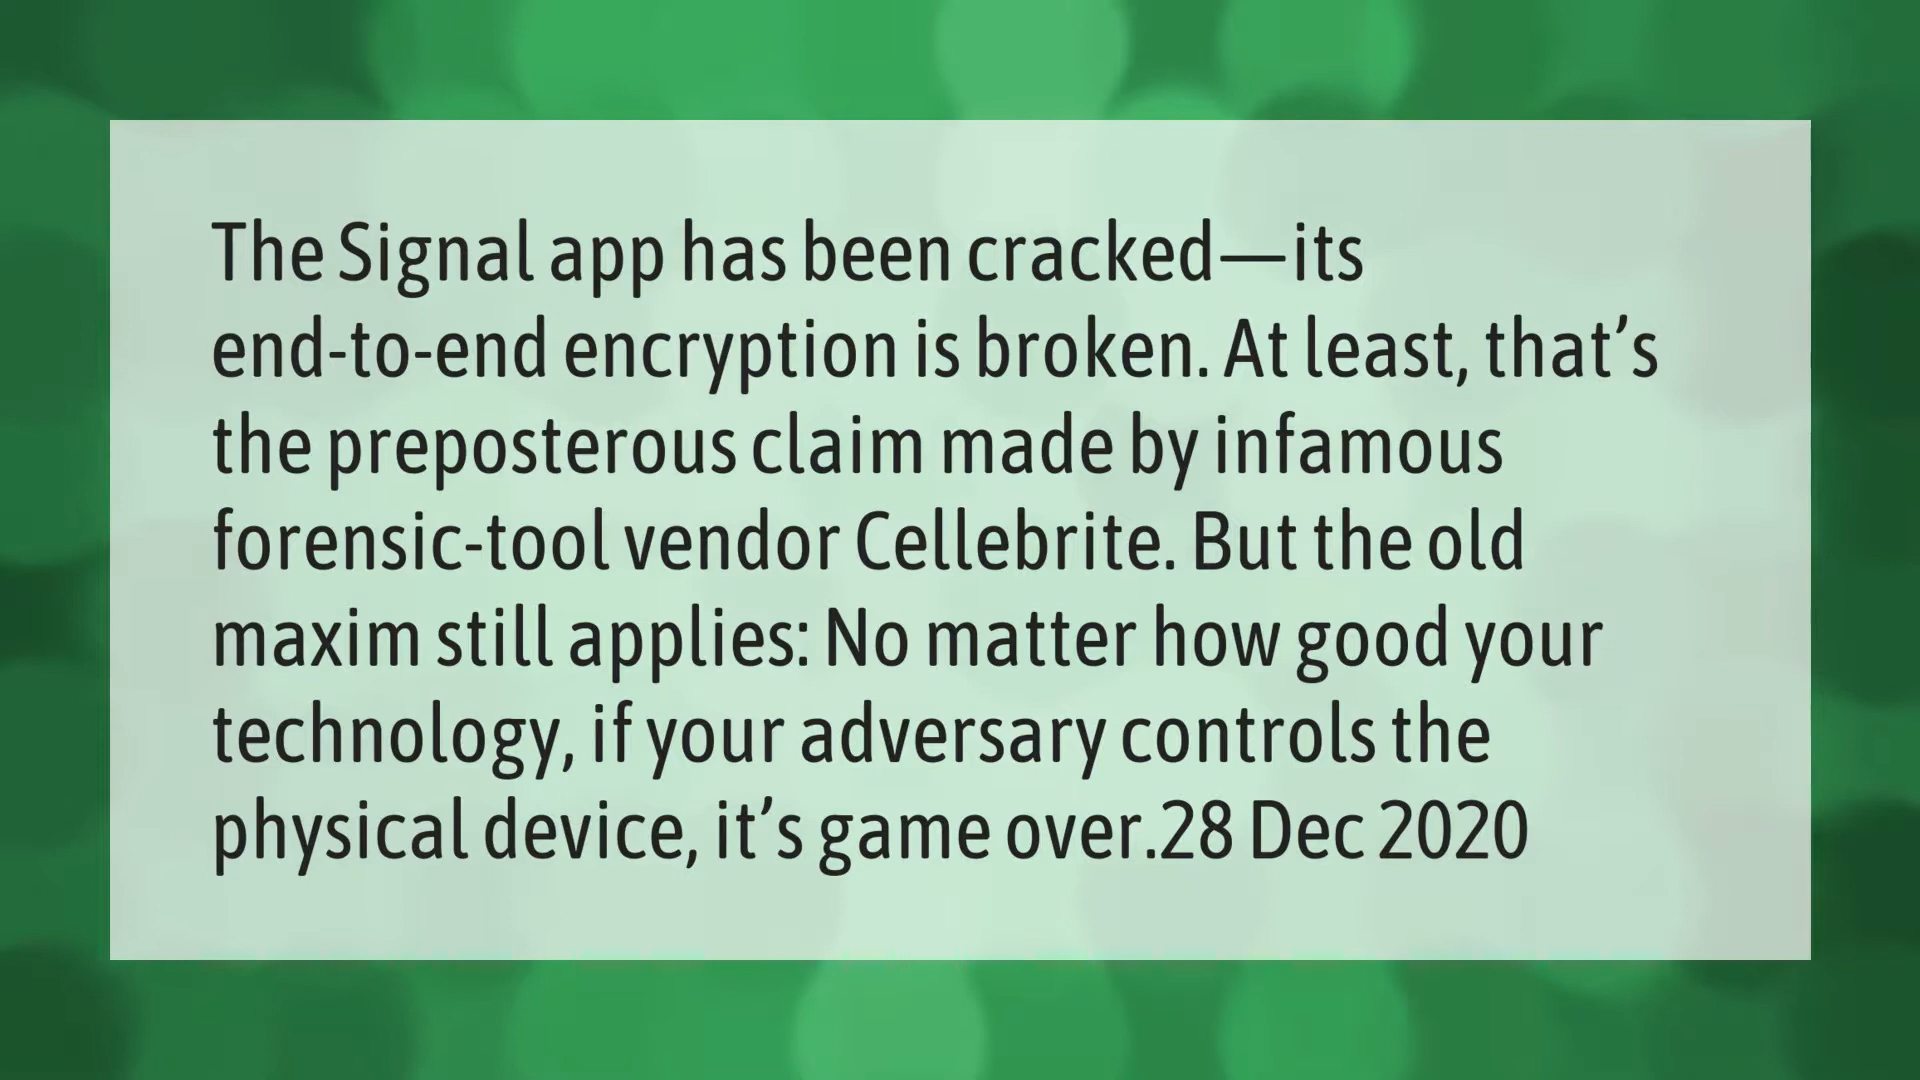 The Signal app has been cracked—its
end-to-end encryption is broken. At least, that’s
the preposterous claim made by infamous
forensic-tool vendor Cellebrite. But the old
maxim still applies: No matter how good your
technology, if your adversary controls the
physical device, it’s game over.28 Dec 2020